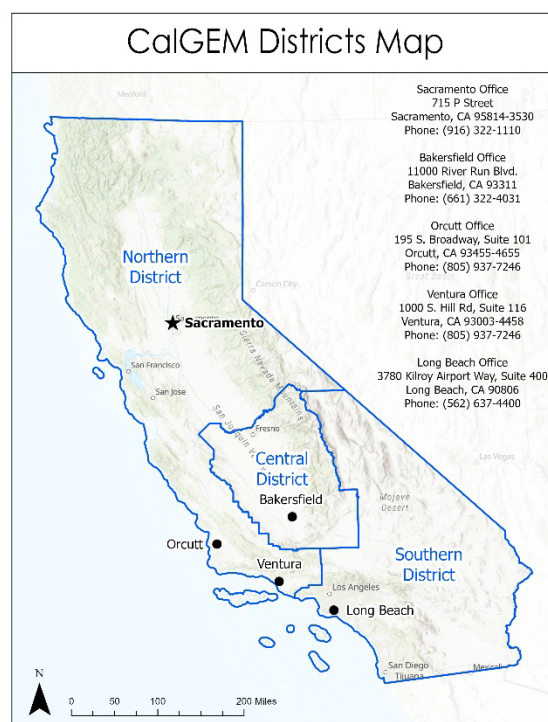 CalGEM Districts Map
Medford
Sacramento Office
715 P Street
Sacramento, CA 95814-3530
Phone: (916) 322-1110
Bakersfield Office
11000 River Run Blvd.
Bakersfield, CA 93311
Phone: (661) 322-4031
Orcutt Office
195 S. Broadway, Suite 101
Orcutt, CA 93455-4655
Phone: (805) 937-7246
Ventura Office
1000 S. Hill Rd, Suite 116
Ventura, CA 93003-4458
Phone: (805) 937-7246
Long Beach Office
3780 Kilroy Airport Way, Suite 400
Long Beach, CA 90806
Phone: (562) 637-4400
Northern
District
Carson City
Sacramento
Sierra Nevada Mountains
San Francisco
San Jose
San Joaquin
Fresno
Las Vegas
Central
District
Bakersfield
Mojave
Desert
Orcutt
Southern
District
Ventura
Los Angeles
Long Beach
San Diego
Tijuana
Mexicali
N
0 50 100 200 Miles